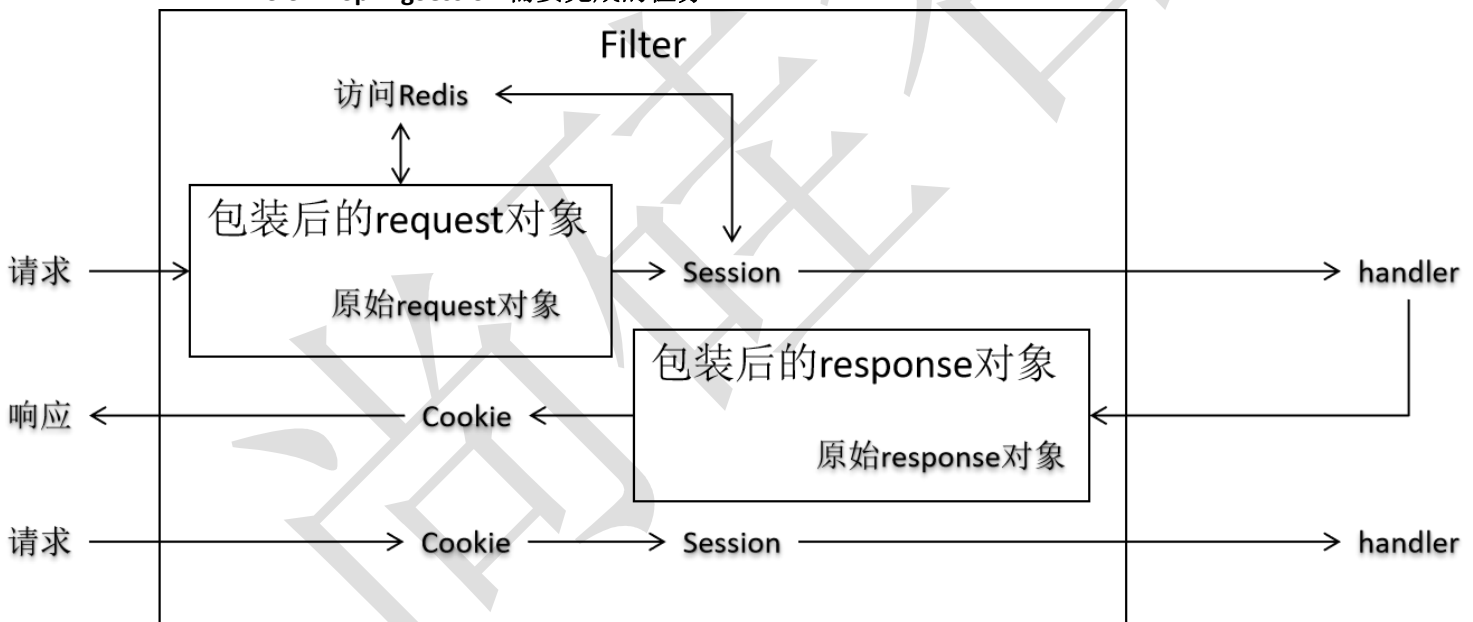 Filter
访问Redis
包装后的request对象
请求
Session
handler
原始request对象
包装后的response对象
响应
Cookie
原始response对象
请求
Cookie
Session
handler